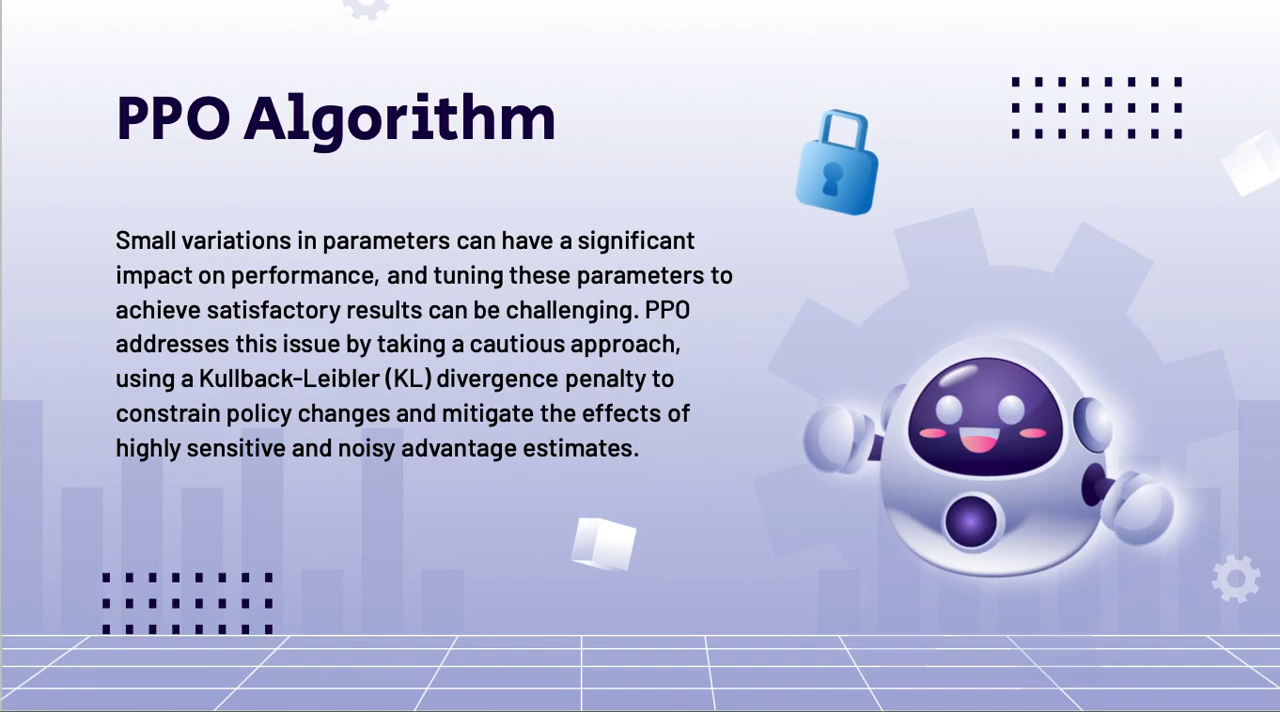 PPO Algorithm
Small variations in parameters can have a significant
impact on performance, and tuning these parameters to
achieve satisfactory results can be challenging. PPO
addresses this issue by taking a cautious approach,
using a Kullback-Leibler (KL) divergence penalty to
constrain policy changes and mitigate the effects of
highly sensitive and noisy advantage estimates.